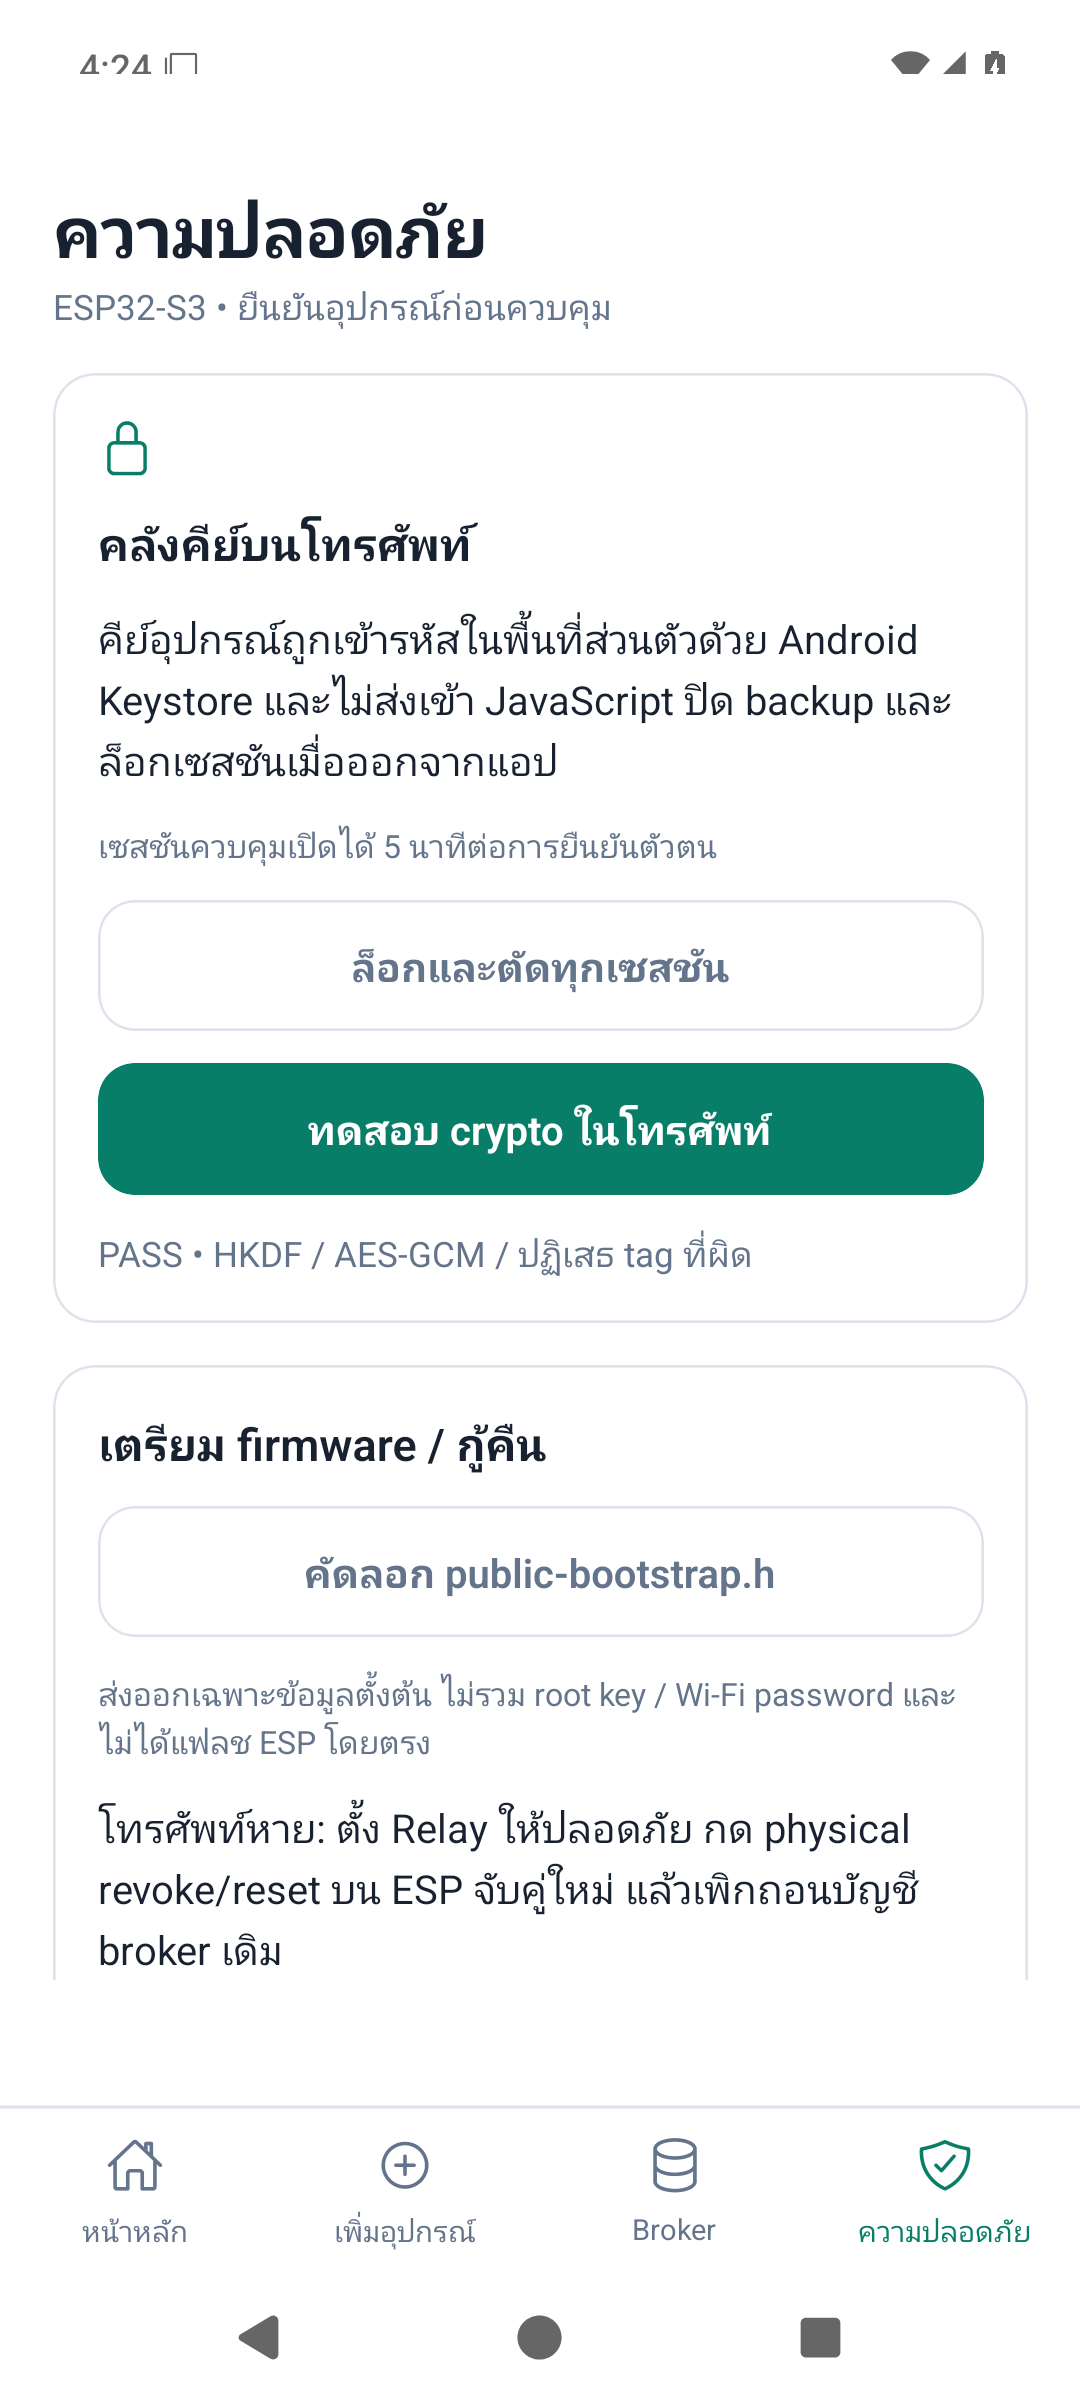 4:24
ความปลอดภัย
ESP32-S3 • ยืนยันอุปกรณ์ก่อนควบคุม
คลังคีย์บนโทรศัพท์
คีย์อุปกรณ์ถูกเข้ารหัสในพื้นที่ส่วนตัวด้วย Android
Keystore และไม่ส่งเข้า JavaScript ปิด backup และ
ล็อกเซสชันเมื่อออกจากแอป
เซสชันควบคุมเปิดได้ 5 นาทีต่อการยืนยันตัวตน
ล็อกและตัดทุกเซสชัน
ทดสอบ crypto ในโทรศัพท์
PASS • HKDF / AES-GCM / ปฏิเสธ tag ที่ผิด
เตรียม firmware / กู้คืน
คัดลอก public-bootstrap.h
ส่งออกเฉพาะข้อมูลตั้งต้น ไม่รวม root key / Wi-Fi password และ
ไม่ได้แฟลช ESP โดยตรง
โทรศัพท์หาย: ตั้ง Relay ให้ปลอดภัย กด physical
revoke/reset บน ESP จับคู่ใหม่ แล้วเพิกถอนบัญชี
broker เดิม
หน้าหลัก
เพิ่มอุปกรณ์
Broker
ความปลอดภัย